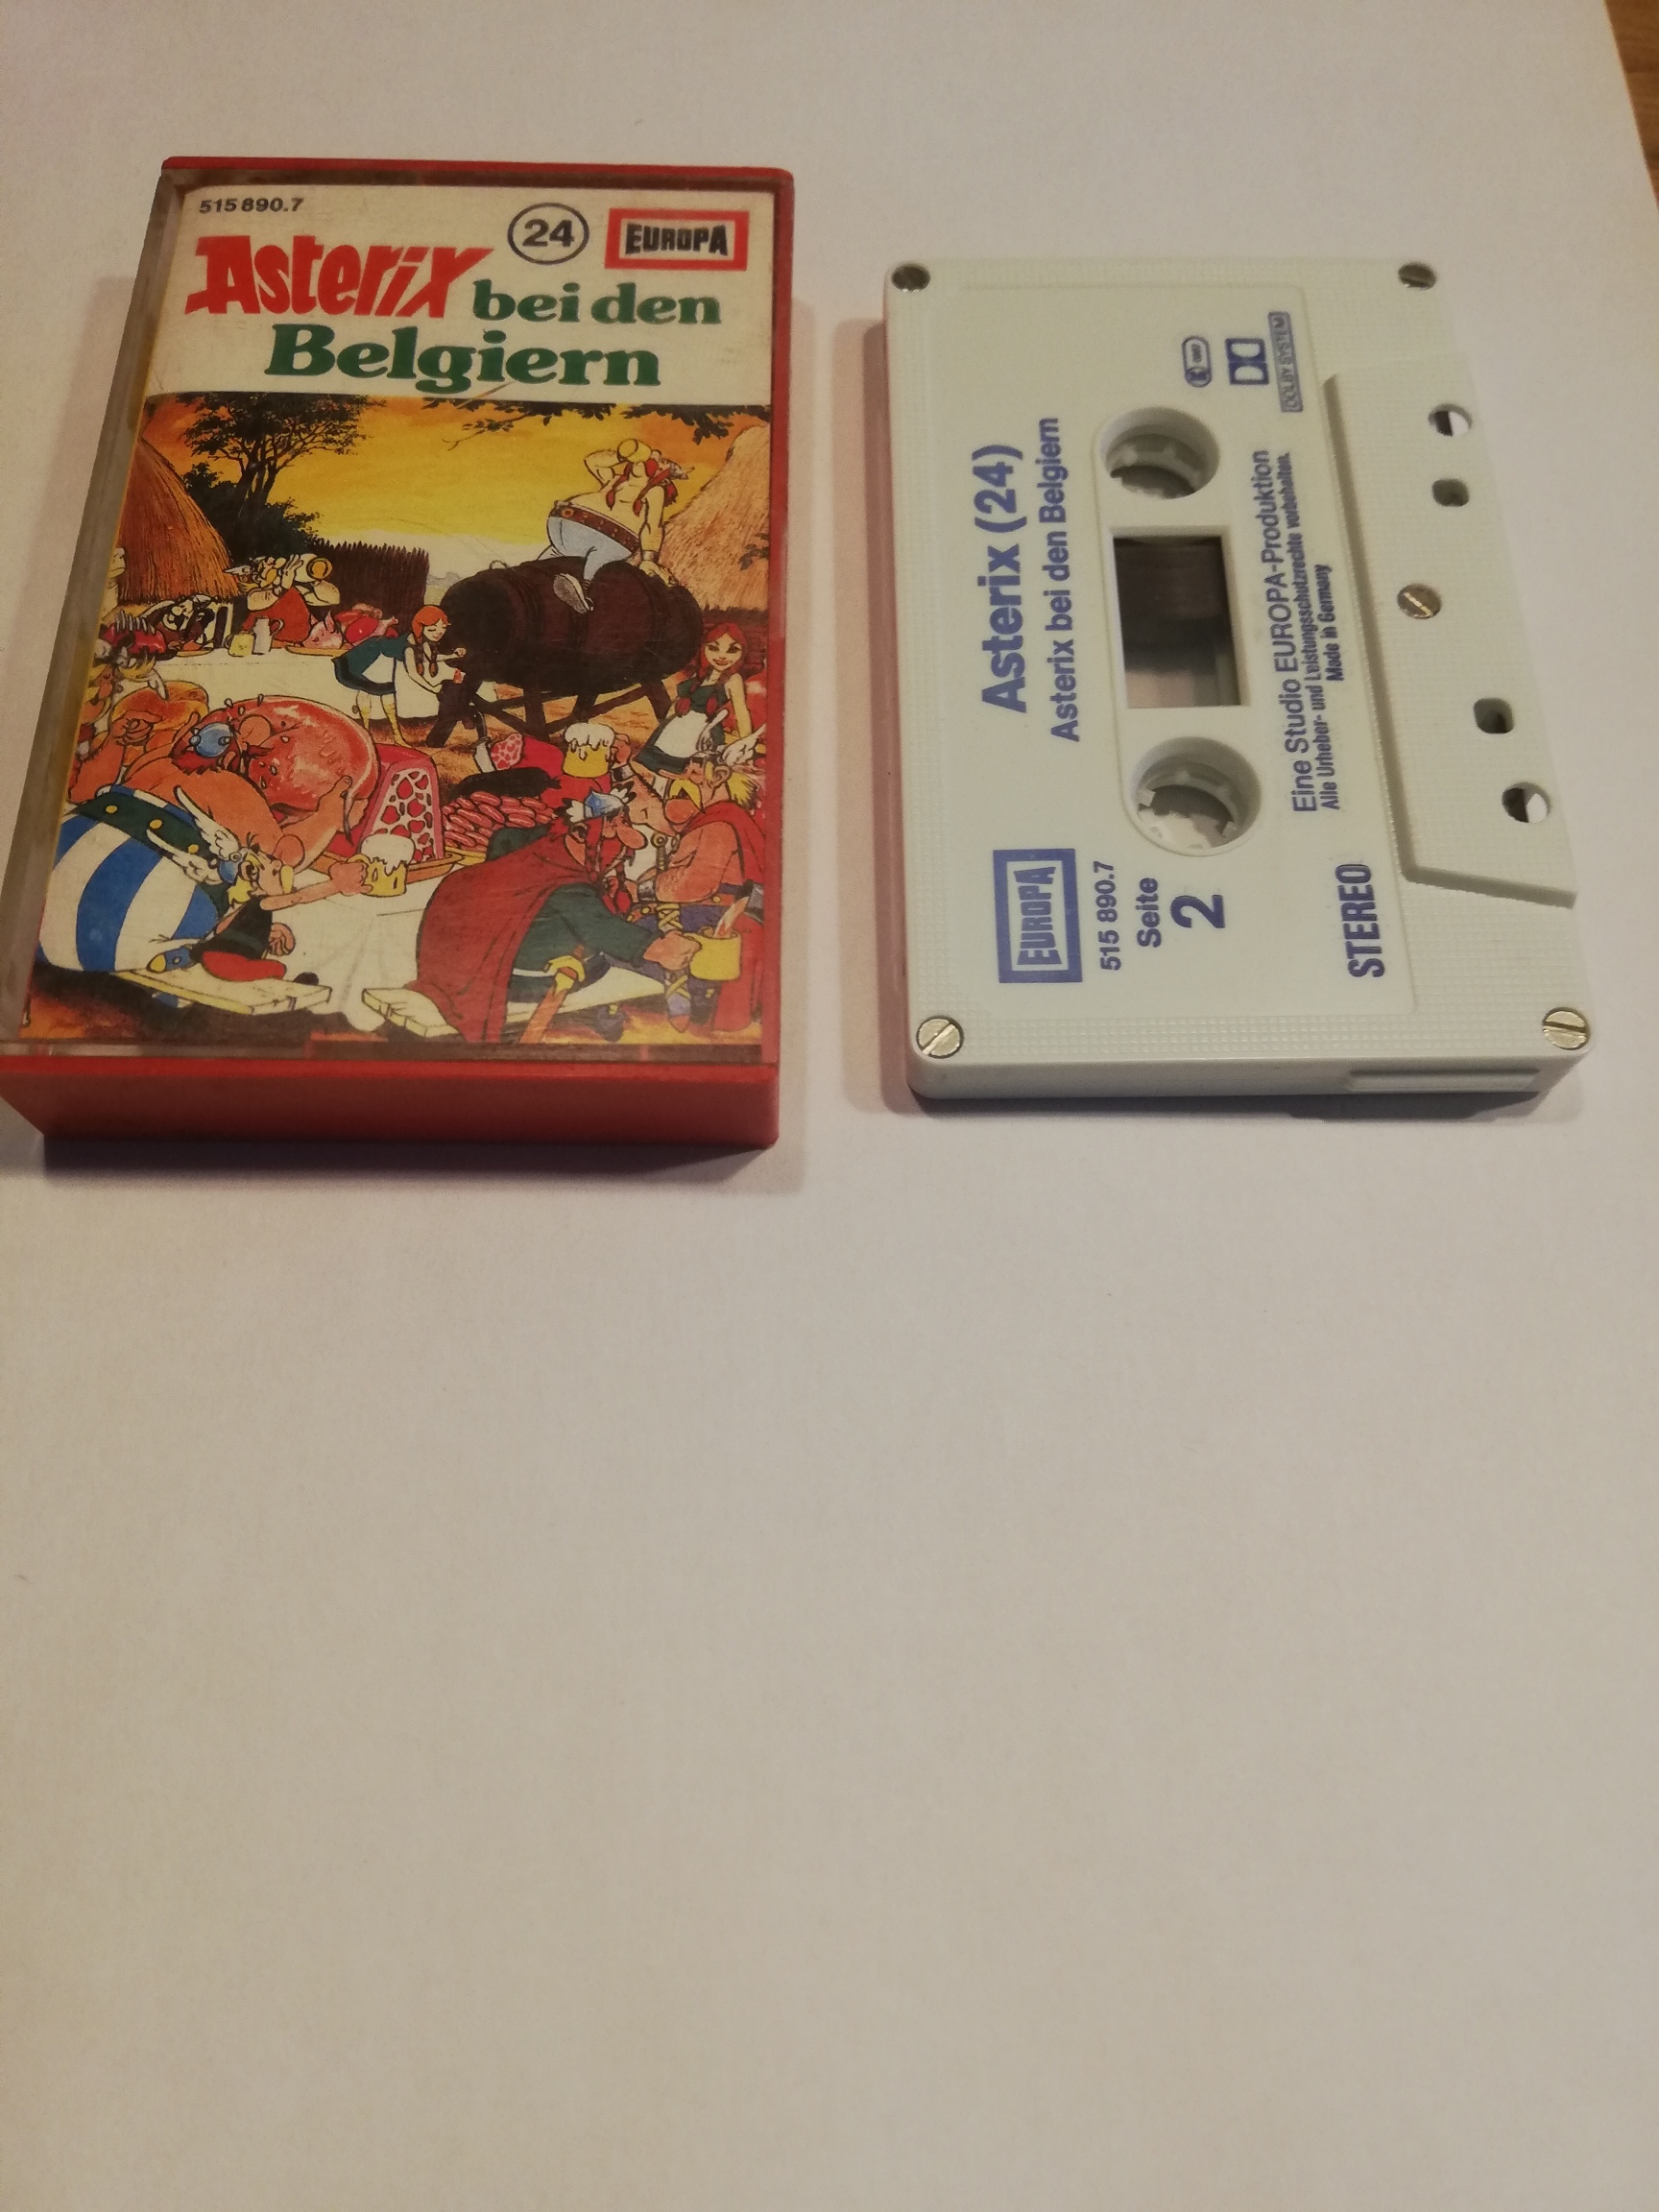 515 890.7
24
EUROPA
Asterix bei den
Belgiern
Asterix (24)
Asterix bei den Belgiern
EUROPA
515 890.7
Seite
2
DOLBY SYSTEM
Eine Studio EUROPA-Produktion
Alle Urheber- und Leistungsschutzrechte vorbehalten.
Made in Germany
STEREO